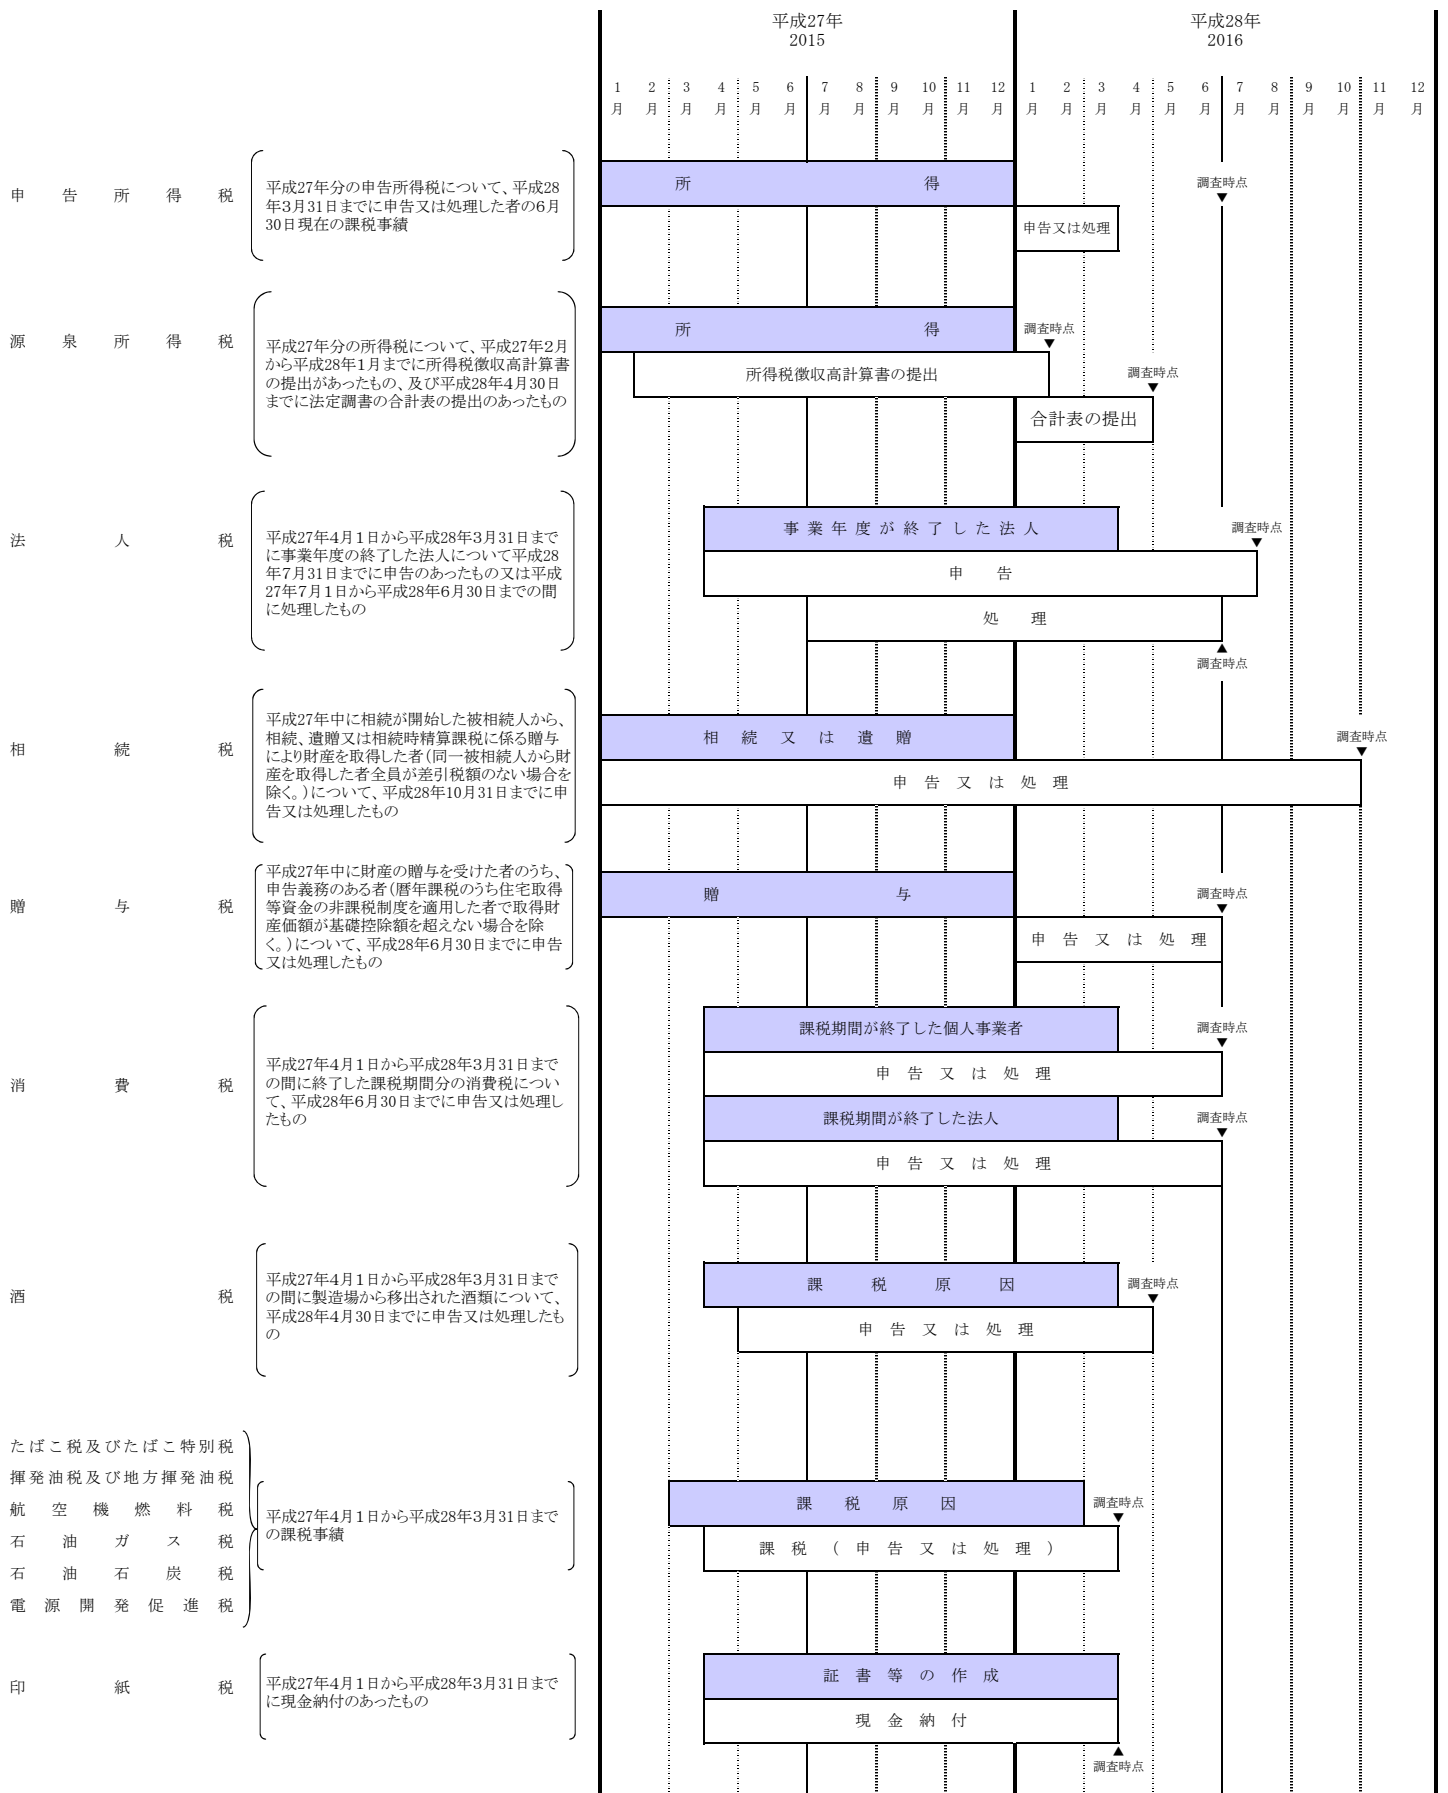 平成27年
2015
平成28年
2016
1 2 3 4 5 6 7 8 9 10 11 12 1 2 3 4 5 6 7 8 9 10 11 12
月 月 月 月 月 月 月 月 月 月 月 月 月 月 月 月 月 月 月 月 月 月 月 月
申告所得税
平成27年分の申告所得税について、平成28
年3月31日までに申告又は処理した者の6月
30日現在の課税事績
所得
調査時点
▼
申告又は処理
源泉所得税
平成27年分の所得税について、平成27年2月
から平成28年1月までに所得税徴収高計算書
の提出があったもの、及び平成28年4月30日
までに法定調書の合計表の提出のあったもの
所得
調査時点
▼
所得税徴収高計算書の提出
調査時点
▼
合計表の提出
法人税
平成27年4月1日から平成28年3月31日まで
に事業年度の終了した法人について平成28
年7月31日までに申告のあったもの又は平成
27年7月1日から平成28年6月30日までの間
に処理したもの
事業年度が終了した法人
調査時点
▼
申告
処理
▲
調査時点
相続税
平成27年中に相続が開始した被相続人から、
相続、遺贈又は相続時精算課税に係る贈与
により財産を取得した者(同一被相続人から財
産を取得した者全員が差引税額のない場合を
除く。)について、平成28年10月31日までに申
告又は処理したもの
相続又は遺贈
調査時点
▼
申告又は処理
贈与税
平成27年中に財産の贈与を受けた者のうち、
申告義務のある者(暦年課税のうち住宅取得
等資金の非課税制度を適用した者で取得財
産価額が基礎控除額を超えない場合を除
く。)について、平成28年6月30日までに申告
又は処理したもの
贈与
調査時点
▼
申告又は処理
消費税
平成27年4月1日から平成28年3月31日まで
の間に終了した課税期間分の消費税につい
て、平成28年6月30日までに申告又は処理し
たもの
課税期間が終了した個人事業者
調査時点
▼
申告又は処理
課税期間が終了した法人
調査時点
▼
申告又は処理
酒税
平成27年4月1日から平成28年3月31日まで
の間に製造場から移出された酒類について、
平成28年4月30日までに申告又は処理したも
の
課税原因
調査時点
▼
申告又は処理
たばこ税及びたばこ特別税
揮発油税及び地方揮発油税
航空機燃料税
石油ガス税
石油石炭税
電源開発促進税
平成27年4月1日から平成28年3月31日まで
の課税事績
課税原因
調査時点
▼
課税(申告又は処理)
印紙税
平成27年4月1日から平成28年3月31日まで
に現金納付のあったもの
証書等の作成
現金納付
▲
調査時点